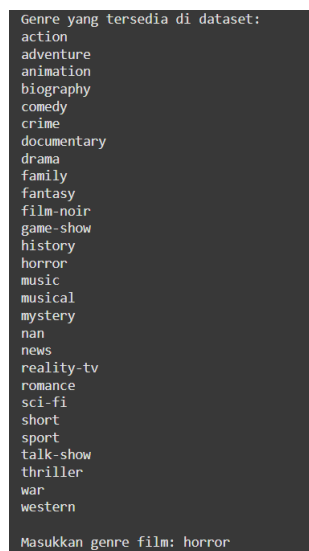 Genre yang tersedia di dataset:
action
adventure
animation
biography
comedy
crime
documentary
drama
family
fantasy
film-noir
game-show
history
horror
music
musical
mystery
nan
news
reality-tv
romance
sci-fi
short
sport
talk-show
thriller
war
western
Masukkan genre film: horror